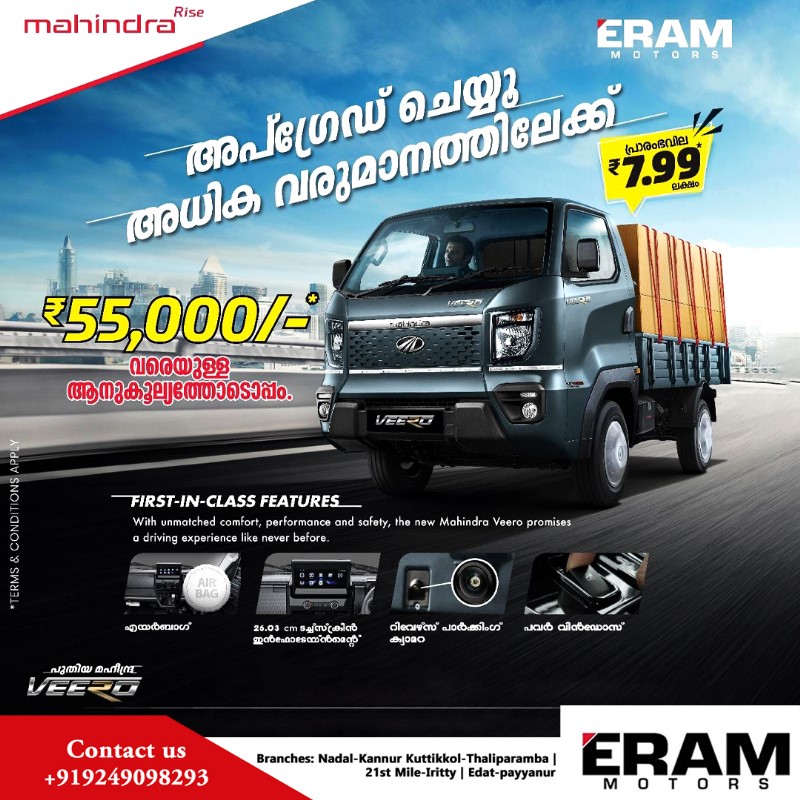 mahindra Rise
ERAM
MOTORS
അപ്ഗ്രേഡ് ചെയ്യൂ
അധിക വരുമാനത്തിലേക്ക്
പ്രാരംഭവില
₹7.99*
ലക്ഷം
₹55,000/-*
വരെയുള്ള
ആനുകൂല്യത്തോടൊപ്പം.
mahindra
VEERO
VEERO
VEERO
*TERMS & CONDITIONS APPLY
FIRST-IN-CLASS FEATURES
With unmatched comfort, performance and safety, the new Mahindra Veero promises
a driving experience like never before.
AIR
BAG
എയർബാഗ്
26.03 cm ടച്ച്സ്ക്രീൻ
ഇൻഫോടെയ്ൻമെന്റ്*
റിവേഴ്സ് പാർക്കിംഗ്
ക്യാമറ
പവർ വിൻഡോസ്
പുതിയ മഹീന്ദ്ര
VEERO
Contact us
+919249098293
Branches: Nadal-Kannur Kuttikkol-Thaliparamba |
21st Mile-Iritty | Edat-payyanur
ERAM
MOTORS